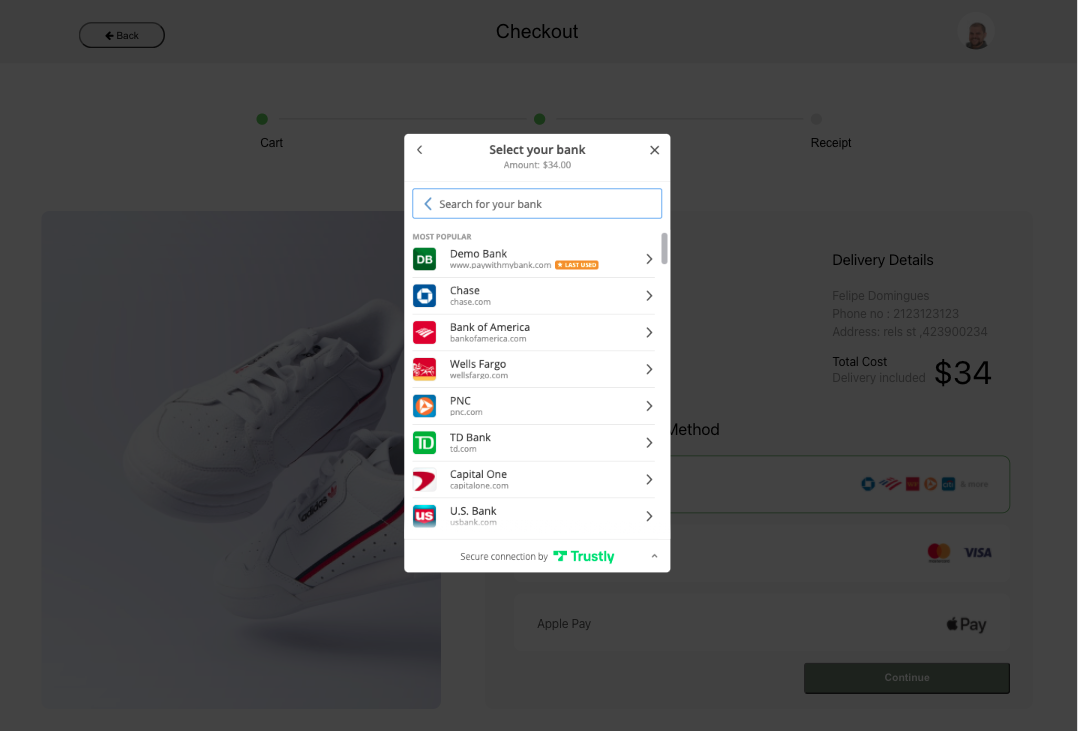 Back
Checkout
Cart
Receipt
Select your bank
Amount: $34.00
Search for your bank
MOST POPULAR
DB
Demo Bank
www.paywithmybank.com LAST USED
Chase
chase.com
Bank of America
bankofamerica.com
Wells Fargo
wellsfargo.com
PNC
pnc.com
TD
TD Bank
td.com
Capital One
capitalone.com
us
U.S. Bank
usbank.com
Secure connection by Trustly
Delivery Details
Felipe Domingues
Phone no : 2123123123
Address: rels st ,423900234
Total Cost
Delivery included $34
Method
& more
VISA
Apple Pay
Pay
Continue
adidas